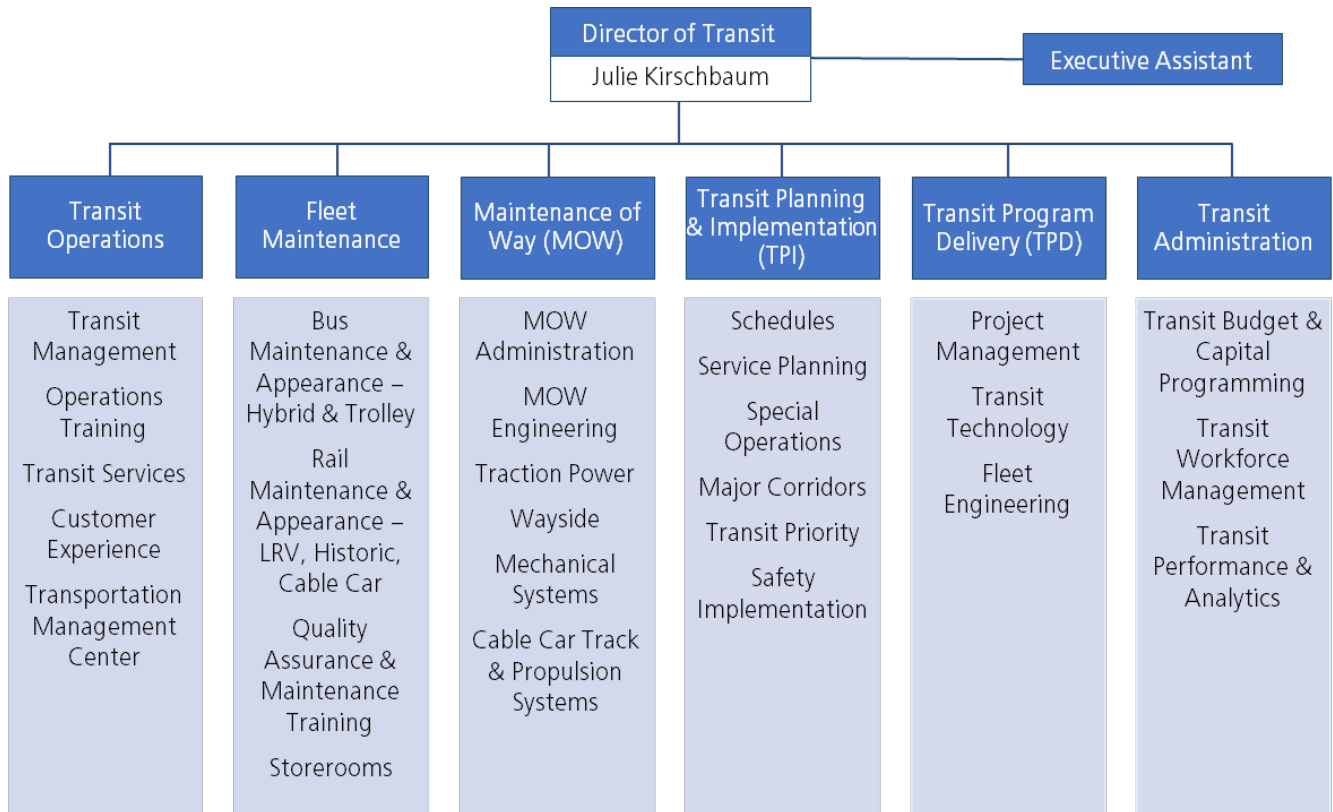 Director of Transit
Julie Kirschbaum
Executive Assistant
Transit
Operations
Transit
Management
Operations
Training
Transit Services
Customer
Experience
Transportation
Management
Center
Fleet
Maintenance
Bus
Maintenance &
Appearance –
Hybrid & Trolley
Rail
Maintenance &
Appearance –
LRV, Historic,
Cable Car
Quality
Assurance &
Maintenance
Training
Storerooms
Maintenance of
Way (MOW)
MOW
Administration
MOW
Engineering
Traction Power
Wayside
Mechanical
Systems
Cable Car Track
& Propulsion
Systems
Transit Planning
& Implementation
(TPI)
Schedules
Service Planning
Special
Operations
Major Corridors
Transit Priority
Safety
Implementation
Transit Program
Delivery (TPD)
Project
Management
Transit
Technology
Fleet
Engineering
Transit
Administration
Transit Budget &
Capital
Programming
Transit
Workforce
Management
Transit
Performance &
Analytics